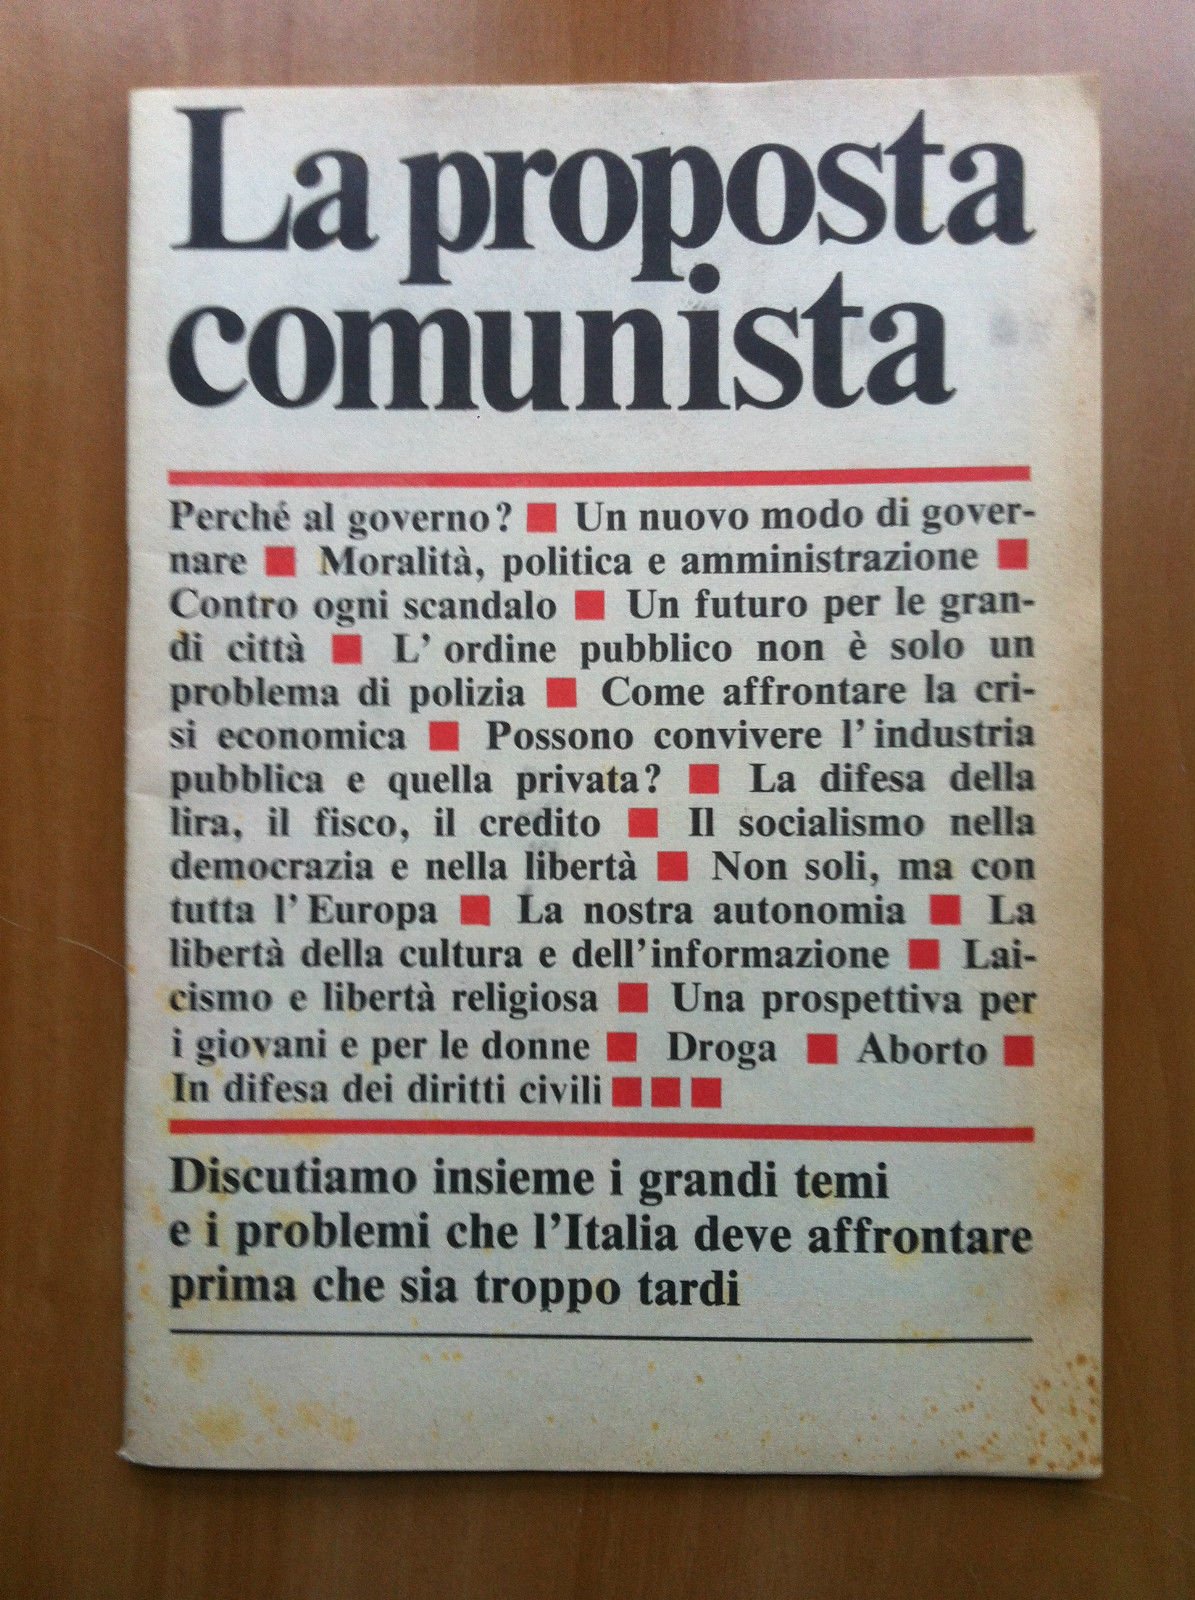 La proposta
comunista
Perché al governo? ■ Un nuovo modo di gover-
nare ■ Moralità, politica e amministrazione ■
Contro ogni scandalo ■ Un futuro per le gran-
di città ■ L' ordine pubblico non è solo un
problema di polizia ■ Come affrontare la cri-
si economica ■ Possono convivere l'industria
pubblica e quella privata? ■ La difesa della
lira, il fisco, il credito ■ Il socialismo nella
democrazia e nella libertà ■ Non soli, ma con
tutta l'Europa ■ La nostra autonomia ■ La
libertà della cultura e dell'informazione ■ Lai-
cismo e libertà religiosa ■ Una prospettiva per
i giovani e per le donne ■ Droga ■ Aborto ■
In difesa dei diritti civili ■ ■ ■
Discutiamo insieme i grandi temi
e i problemi che l'Italia deve affrontare
prima che sia troppo tardi